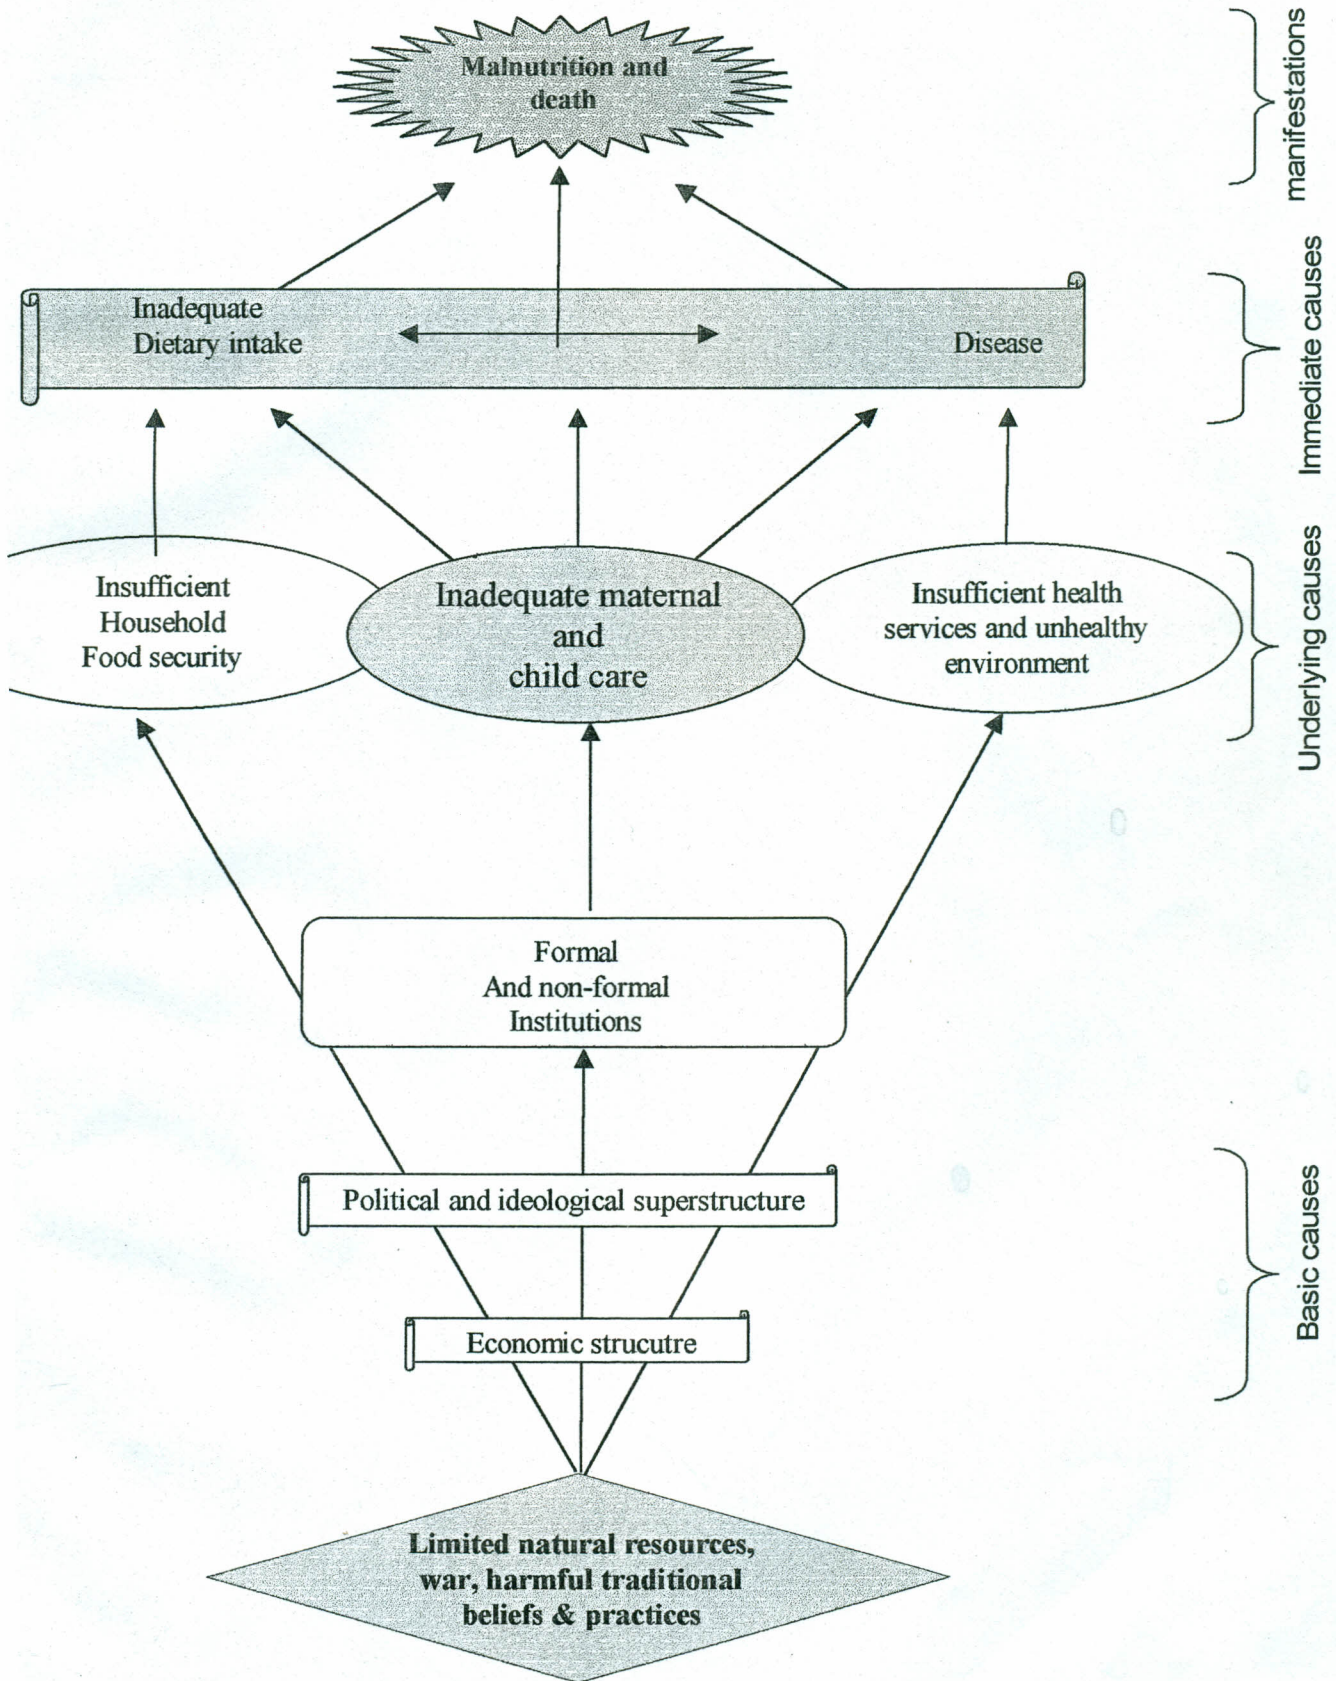 Malnutrition and
death
manifestations
Inadequate
Dietary intake
Disease
Immediate causes
Insufficient
Household
Food security
Inadequate maternal
and
child care
Insufficient health
services and unhealthy
environment
Underlying causes
Formal
And non-formal
Institutions
Political and ideological superstructure
Economic strucutre
Basic causes
Limited natural resources,
war, harmful traditional
beliefs & practices